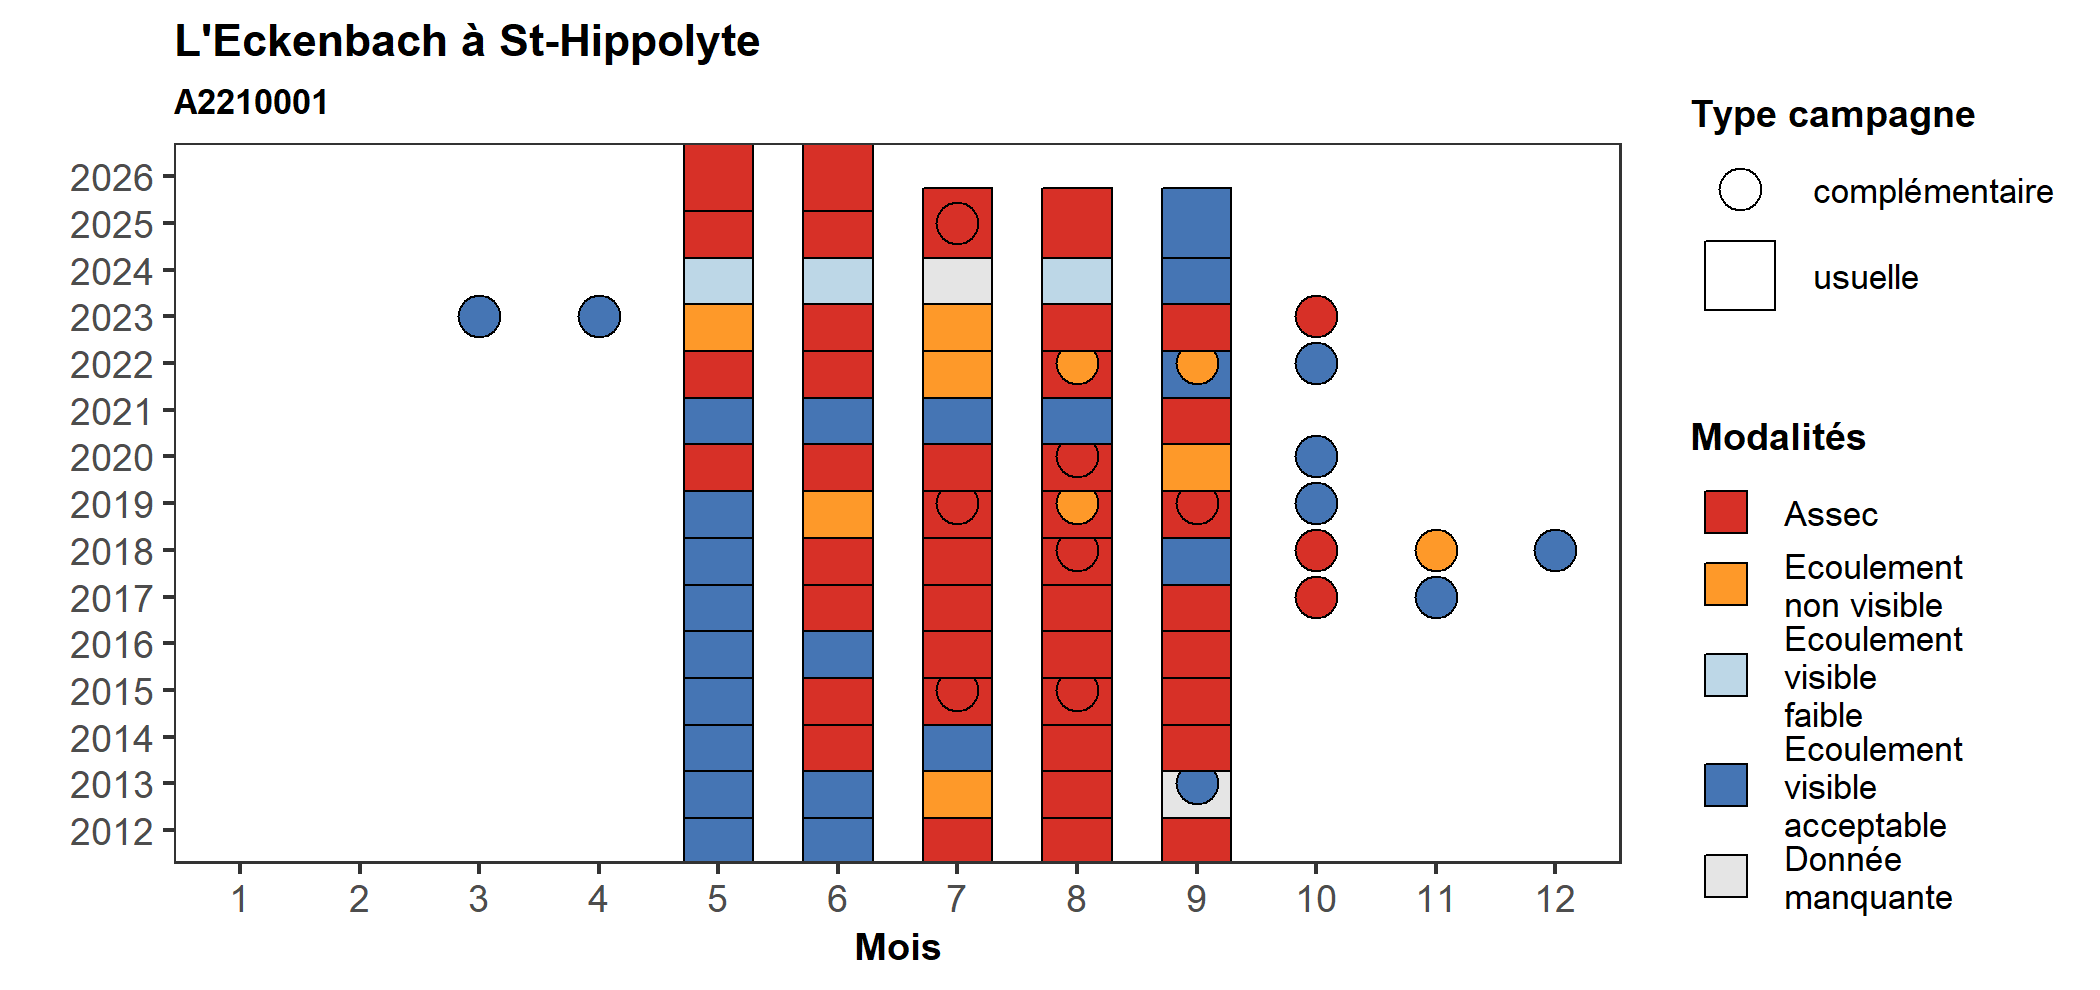 L'Eckenbach à St-Hippolyte
A2210001
2026
2025
2024
2023
2022
2021
2020
2019
2018
2017
2016
2015
2014
2013
2012
1 2 3 4 5 6 7 8 9 10 11 12
Mois
Type campagne
complémentaire
usuelle
Modalités
Assec
Ecoulement
non visible
Ecoulement
visible
faible
Ecoulement
visible
acceptable
Donnée
manquante